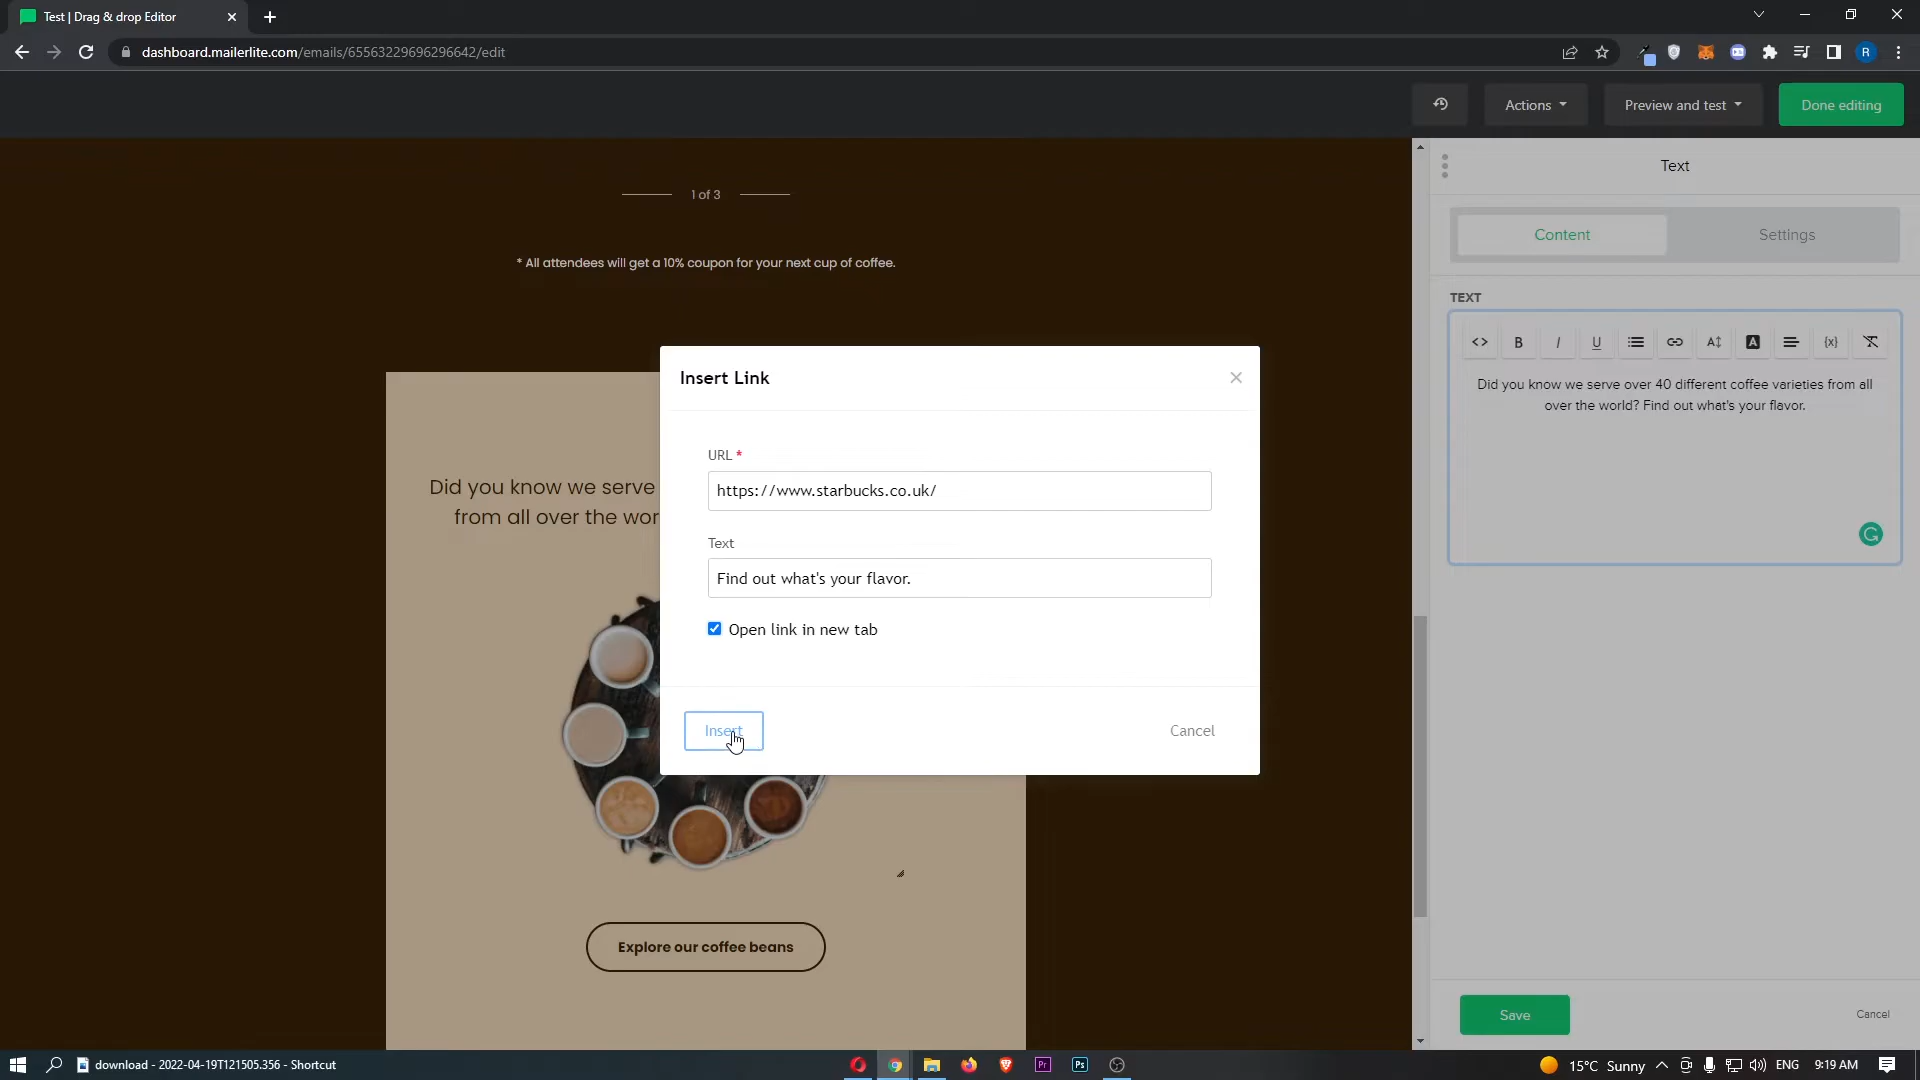 Test | Drag & drop Editor
dashboard.mailerlite.com/emails/65563229696296642/edit
R
Actions
Preview and test
Done editing
1 of 3
* All attendees will get a 10% coupon for your next cup of coffee.
Did you know we serve
from all over the wor
Explore our coffee beans
Insert Link
URL *
https://www.starbucks.co.uk/
Text
Find out what's your flavor.
Open link in new tab
Insert
Cancel
Text
Content
Settings
TEXT
<> B I U A A {x}
Did you know we serve over 40 different coffee varieties from all
over the world? Find out what's your flavor.
Save
Cancel
download - 2022-04-19T121505.356 - Shortcut
Pr
Ps
15°C Sunny
ENG
9:19 AM